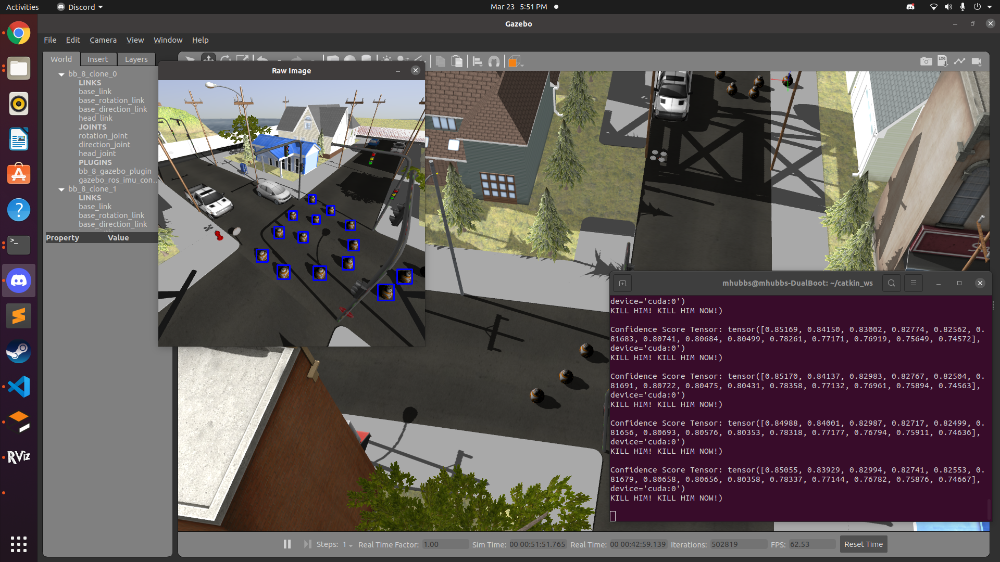 Activities
Discord
Mar 23 5:51 PM
Gazebo
File Edit Camera View Window Help
World Insert Layers
bb_8_clone_0
LINKS
base_link
base_rotation_link
base_direction_link
head_link
JOINTS
rotation_joint
direction_joint
head_joint
PLUGINS
bb_8_gazebo_plugin
gazebo_ros_imu_con...
bb_8_clone_1
LINKS
base_link
base_rotation_link
base_direction_link
Property Value
Raw Image
LOG
RViz
mhubbs@mhubbs-DualBoot: ~/catkin_ws
device='cuda:0')
KILL HIM! KILL HIM NOW!)
Confidence Score Tensor: tensor([0.85169, 0.84150, 0.83002, 0.82774, 0.82562, 0.
81683, 0.80741, 0.80684, 0.80499, 0.78261, 0.77171, 0.76919, 0.75649, 0.74572],
device='cuda:0')
KILL HIM! KILL HIM NOW!)
Confidence Score Tensor: tensor([0.85170, 0.84137, 0.82983, 0.82767, 0.82504, 0.
81691, 0.80722, 0.80475, 0.80431, 0.78358, 0.77132, 0.76961, 0.75894, 0.74563],
device='cuda:0')
KILL HIM! KILL HIM NOW!)
Confidence Score Tensor: tensor([0.84988, 0.84001, 0.82987, 0.82717, 0.82499, 0.
81656, 0.80693, 0.80576, 0.80353, 0.78318, 0.77177, 0.76794, 0.75911, 0.74636],
device='cuda:0')
KILL HIM! KILL HIM NOW!)
Confidence Score Tensor: tensor([0.85055, 0.83929, 0.82994, 0.82741, 0.82553, 0.
81679, 0.80658, 0.80656, 0.80358, 0.78337, 0.77144, 0.76782, 0.75876, 0.74667],
device='cuda:0')
KILL HIM! KILL HIM NOW!)
Steps: 1 Real Time Factor: 1.00 Sim Time: 00 00:51:51.765 Real Time: 00 00:42:59.139 Iterations: 502819 FPS: 62.53 Reset Time